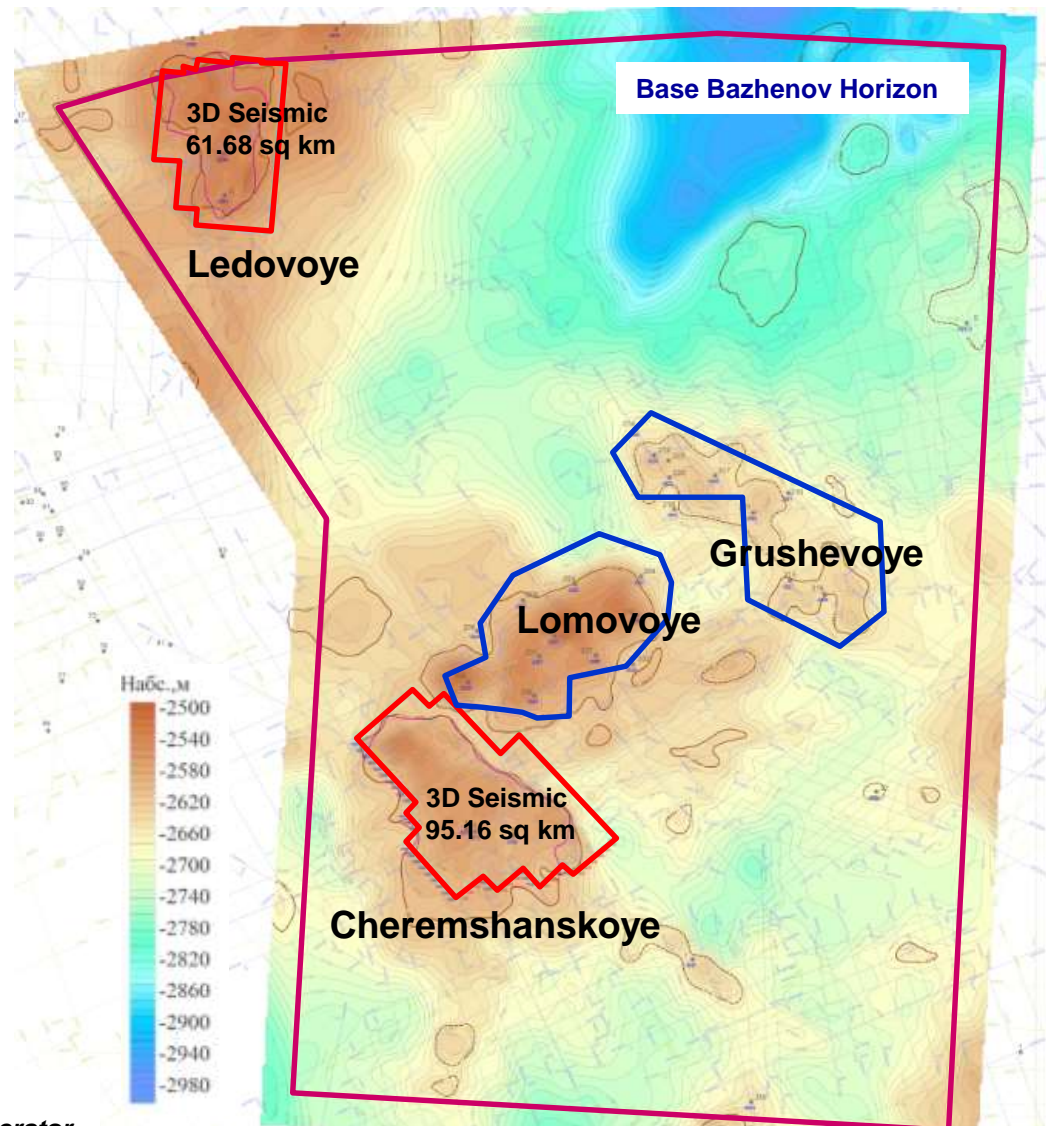 Base Bazhenov Horizon
3D Seismic
61.68 sq km
Ledovoye
Grushevoye
Lomovoye
Набс.,м
-2500
-2540
-2580
-2620
-2660
-2700
-2740
-2780
-2820
-2860
-2900
-2940
-2980
3D Seismic
95.16 sq km
Cheremshanskoye